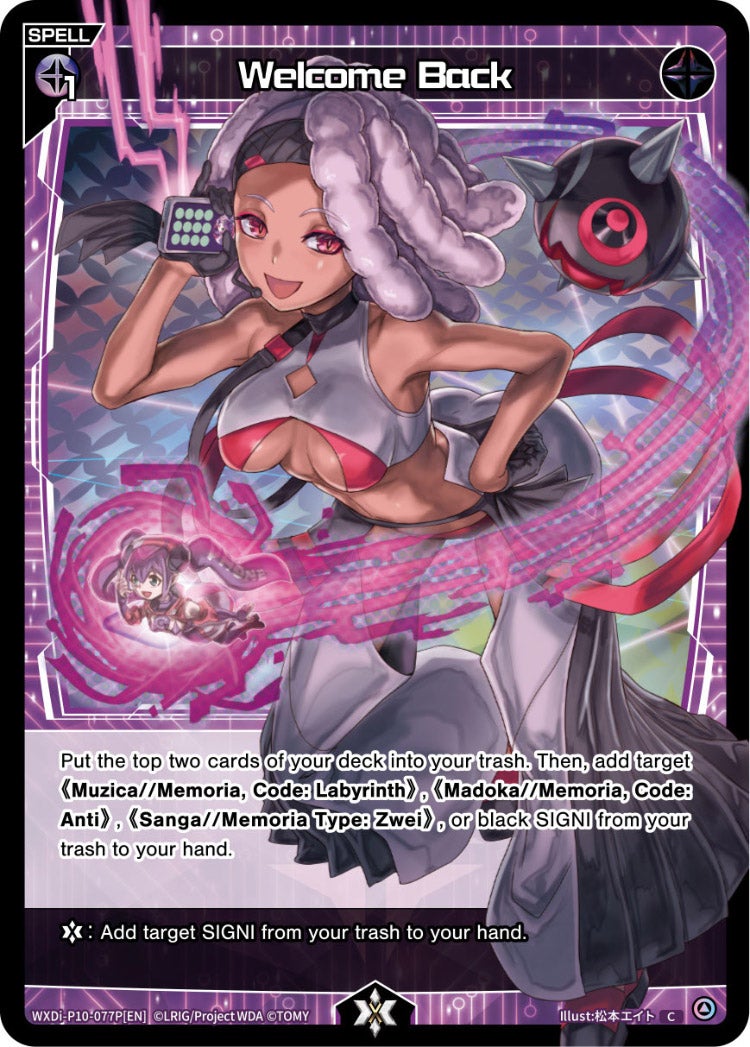 SPELL
1
Welcome Back
Put the top two cards of your deck into your trash. Then, add target
《Muzica//Memoria, Code: Labyrinth》, 《Madoka//Memoria, Code:
Anti》, 《Sanga//Memoria Type: Zwei》, or black SIGNI from your
trash to your hand.
: Add target SIGNI from your trash to your hand.
WXDi-P10-077P[EN] ©LRIG/Project WDA ©TOMY
Illust:松本エイト C